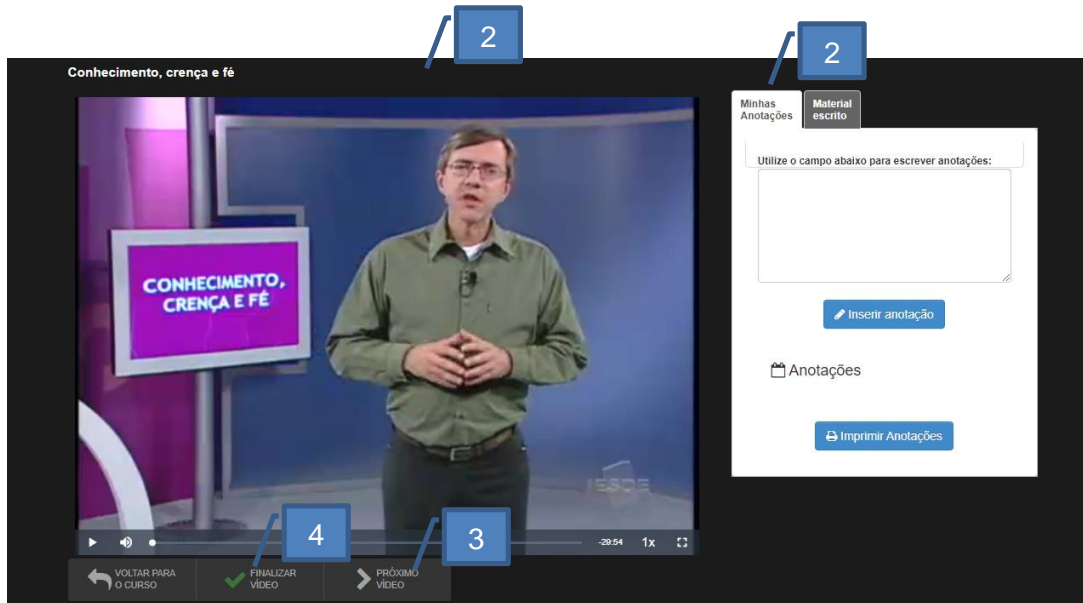 2
2
Conhecimento, crença e fé
Minhas
Anotações
Material
escrito
Utilize o campo abaixo para escrever anotações:
CONHECIMENTO,
CRENÇA E FÉ
Inserir anotação
Anotações
Imprimir Anotações
IESDE
4
3
-29:54
1x
VOLTAR PARA
O CURSO
FINALIZAR
VÍDEO
PRÓXIMO
VÍDEO